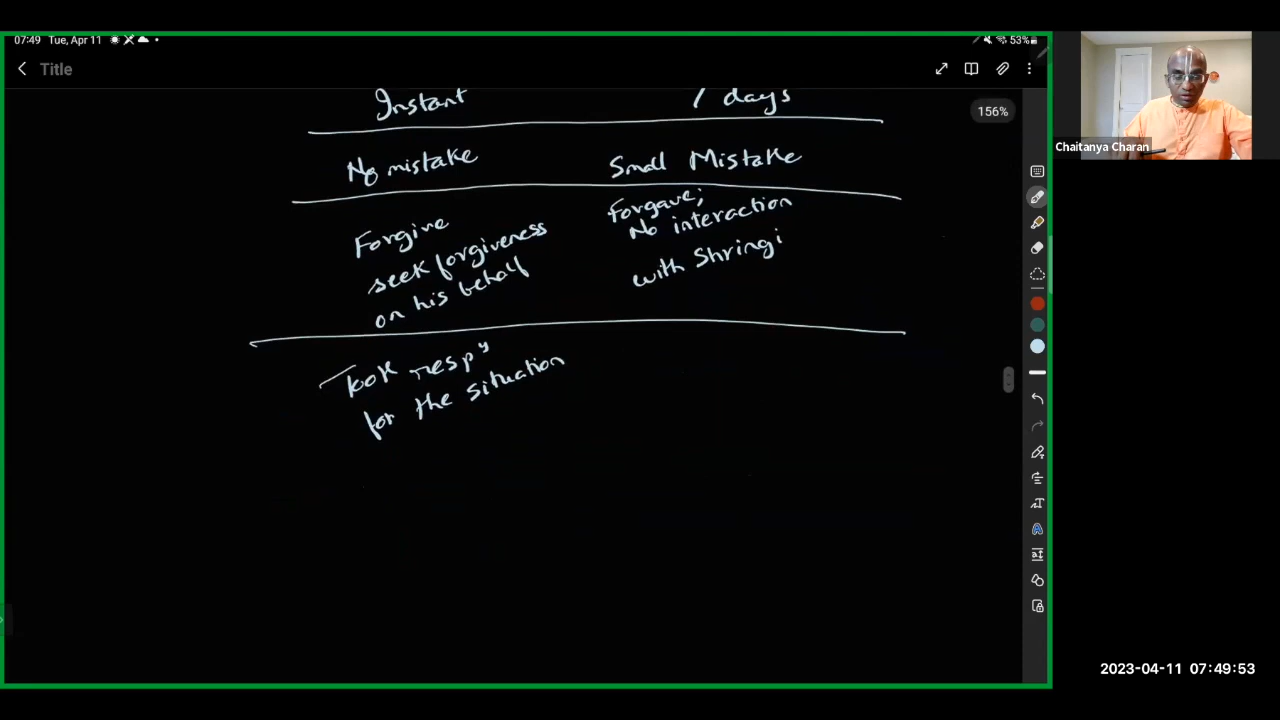 07:49 Tue, Apr 11
53%
Title
156%
Instant 7 days
No mistake Small Mistake
Forgive Forgave;
seek forgiveness No interaction
on his behalf with Shringi
Took respy
for the situation
Chaitanya Charan
2023-04-11 07:49:53